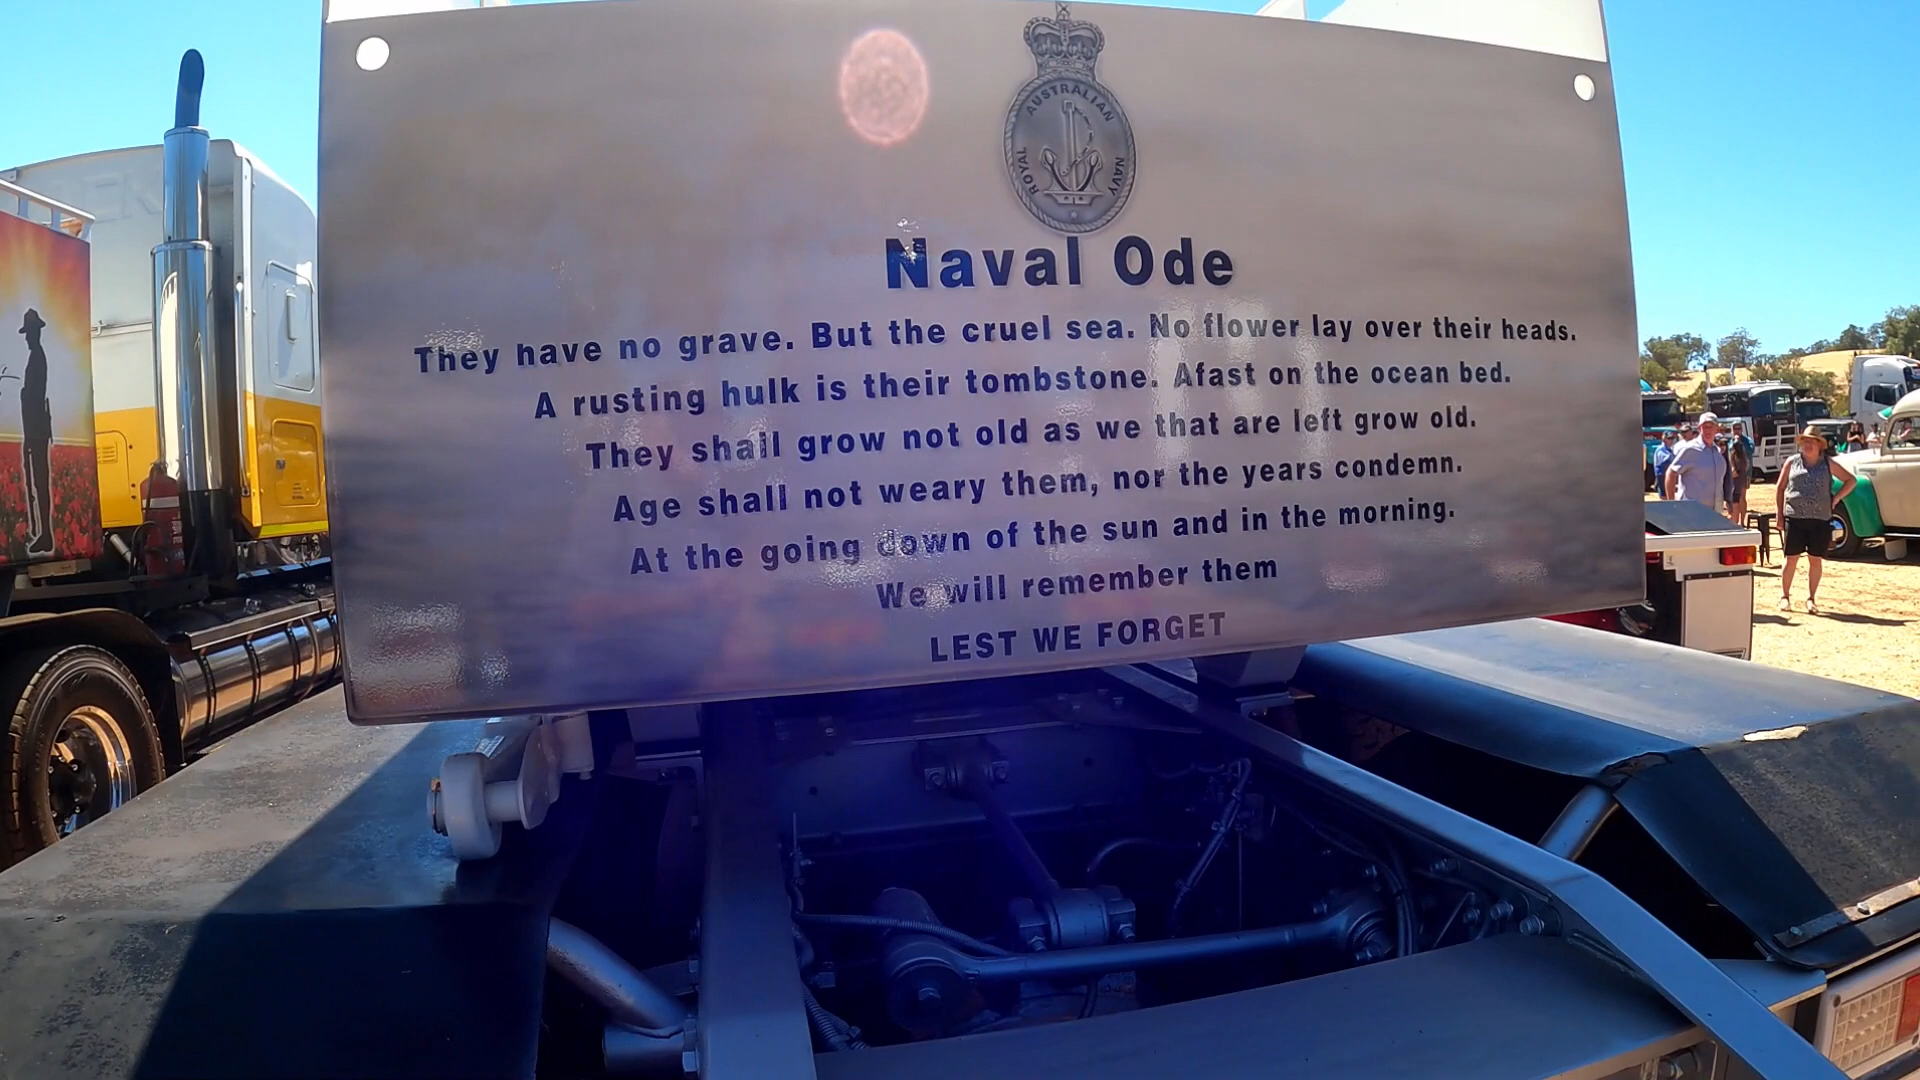 ROYAL AUSTRALIAN NAVY
Naval Ode
They have no grave. But the cruel sea. No flower lay over their heads.
A rusting hulk is their tombstone. Afast on the ocean bed.
They shall grow not old as we that are left grow old.
Age shall not weary them, nor the years condemn.
At the going down of the sun and in the morning.
We will remember them
LEST WE FORGET